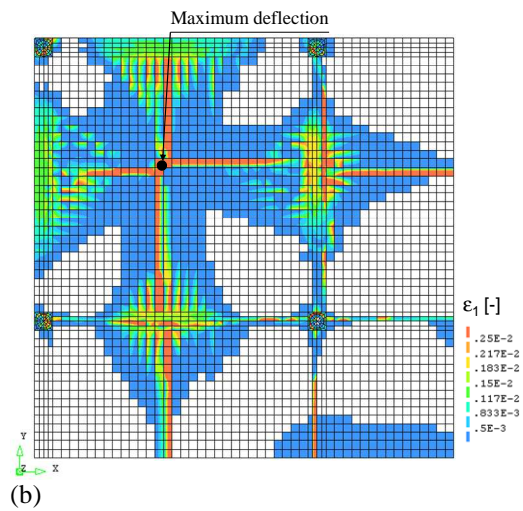 Maximum deflection
ε1 [-]
.25E-2
.217E-2
.183E-2
.15E-2
.117E-2
.833E-3
.5E-3
Y
Z X
(b)